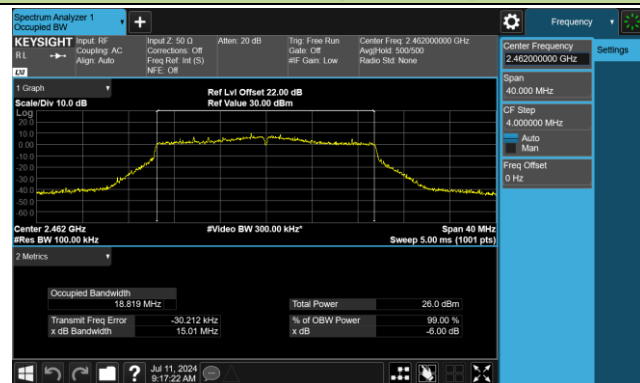 Spectrum Analyzer 1
Occupied BW
Frequency
KEYSIGHT
Input: RF
Input Z: 50 Ω
Atten: 20 dB
Trig: Free Run
Center Freq: 2.462000000 GHz
RL
Coupling: AC
Corrections: Off
Gate: Off
Avg|Hold: 500/500
Align: Auto
Freq Ref: Int (S)
#IF Gain: Low
Radio Std: None
NFE: Off
LXI
Center Frequency
2.462000000 GHz
Settings
Span
40.000 MHz
CF Step
4.000000 MHz
Auto
Man
Freq Offset
0 Hz
1 Graph
Ref Lvl Offset 22.00 dB
Scale/Div 10.0 dB
Ref Value 30.00 dBm
Log
20.0
10.0
0.00
-10.0
-20.0
-30.0
-40.0
-50.0
-60.0
Center 2.462 GHz
#Video BW 300.00 kHz*
Span 40 MHz
#Res BW 100.00 kHz
Sweep 5.00 ms (1001 pts)
2 Metrics
Occupied Bandwidth
18.819 MHz
Total Power
26.0 dBm
Transmit Freq Error
-30.212 kHz
% of OBW Power
99.00 %
x dB Bandwidth
15.01 MHz
x dB
-6.00 dB
?
Jul 11, 2024
9:17:22 AM